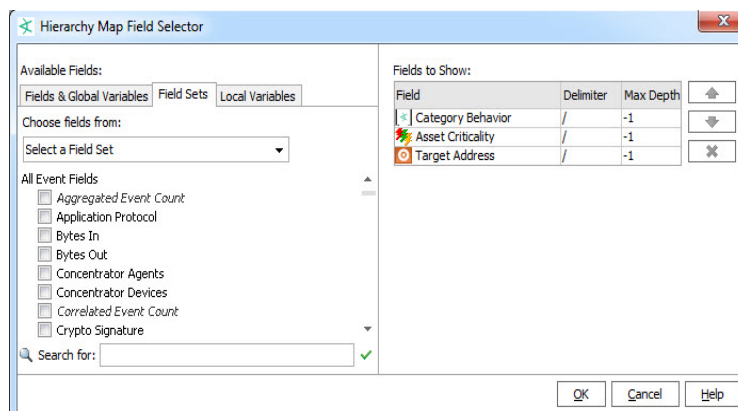 Hierarchy Map Field Selector
Available Fields:
Fields & Global Variables Field Sets Local Variables
Choose fields from:
Select a Field Set
All Event Fields
Aggregated Event Count
Application Protocol
Bytes In
Bytes Out
Concentrator Agents
Concentrator Devices
Correlated Event Count
Crypto Signature
Search for:
Fields to Show:
Field Delimiter Max Depth
Category Behavior / -1
Asset Criticality / -1
Target Address / -1
OK Cancel Help